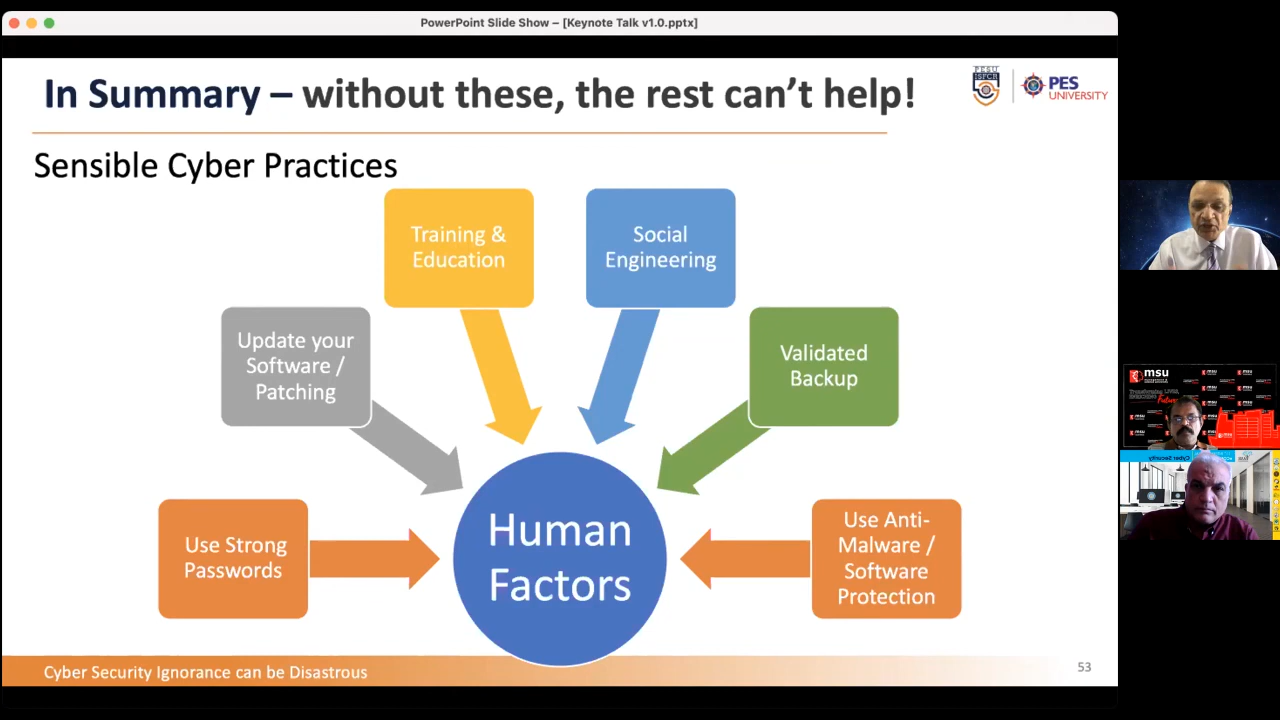 PowerPoint Slide Show – [Keynote Talk v1.0.pptx]
In Summary – without these, the rest can't help!
PESU
ISFCR
PES
UNIVERSITY
Sensible Cyber Practices
Training &
Education
Social
Engineering
Update your
Software /
Patching
Validated
Backup
Use Strong
Passwords
Human
Factors
Use Anti-
Malware /
Software
Protection
Cyber Security Ignorance can be Disastrous
53
msu